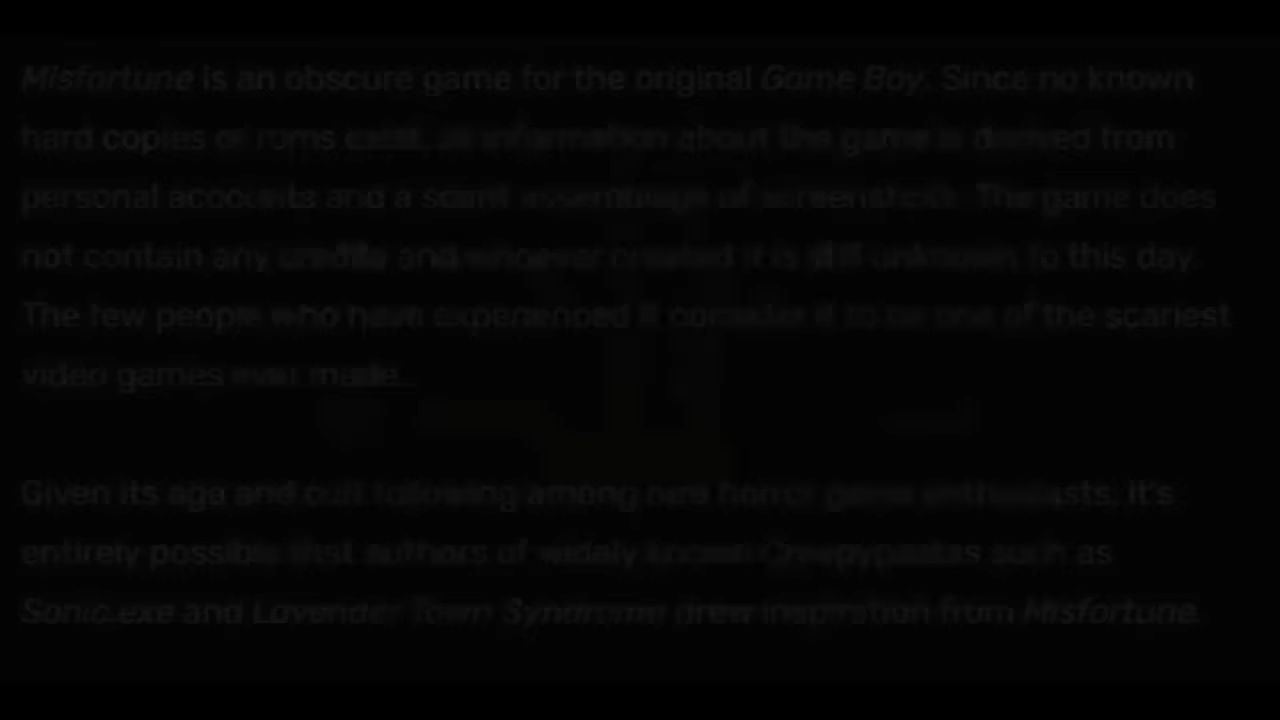 Misfortune is an obscure game for the original Game Boy. Since no known
hard copies or roms exist, all information about the game is derived from
personal accounts and a scant assemblage of screenshots. The game does
not contain any credits and whoever created it is still unknown to this day.
The few people who have experienced it consider it to be one of the scariest
video games ever made.
Given its age and cult following among rare horror game enthusiasts, it's
entirely possible that authors of widely known Creepypastas such as
Sonic.exe and Lavender Town Syndrome drew inspiration from Misfortune.